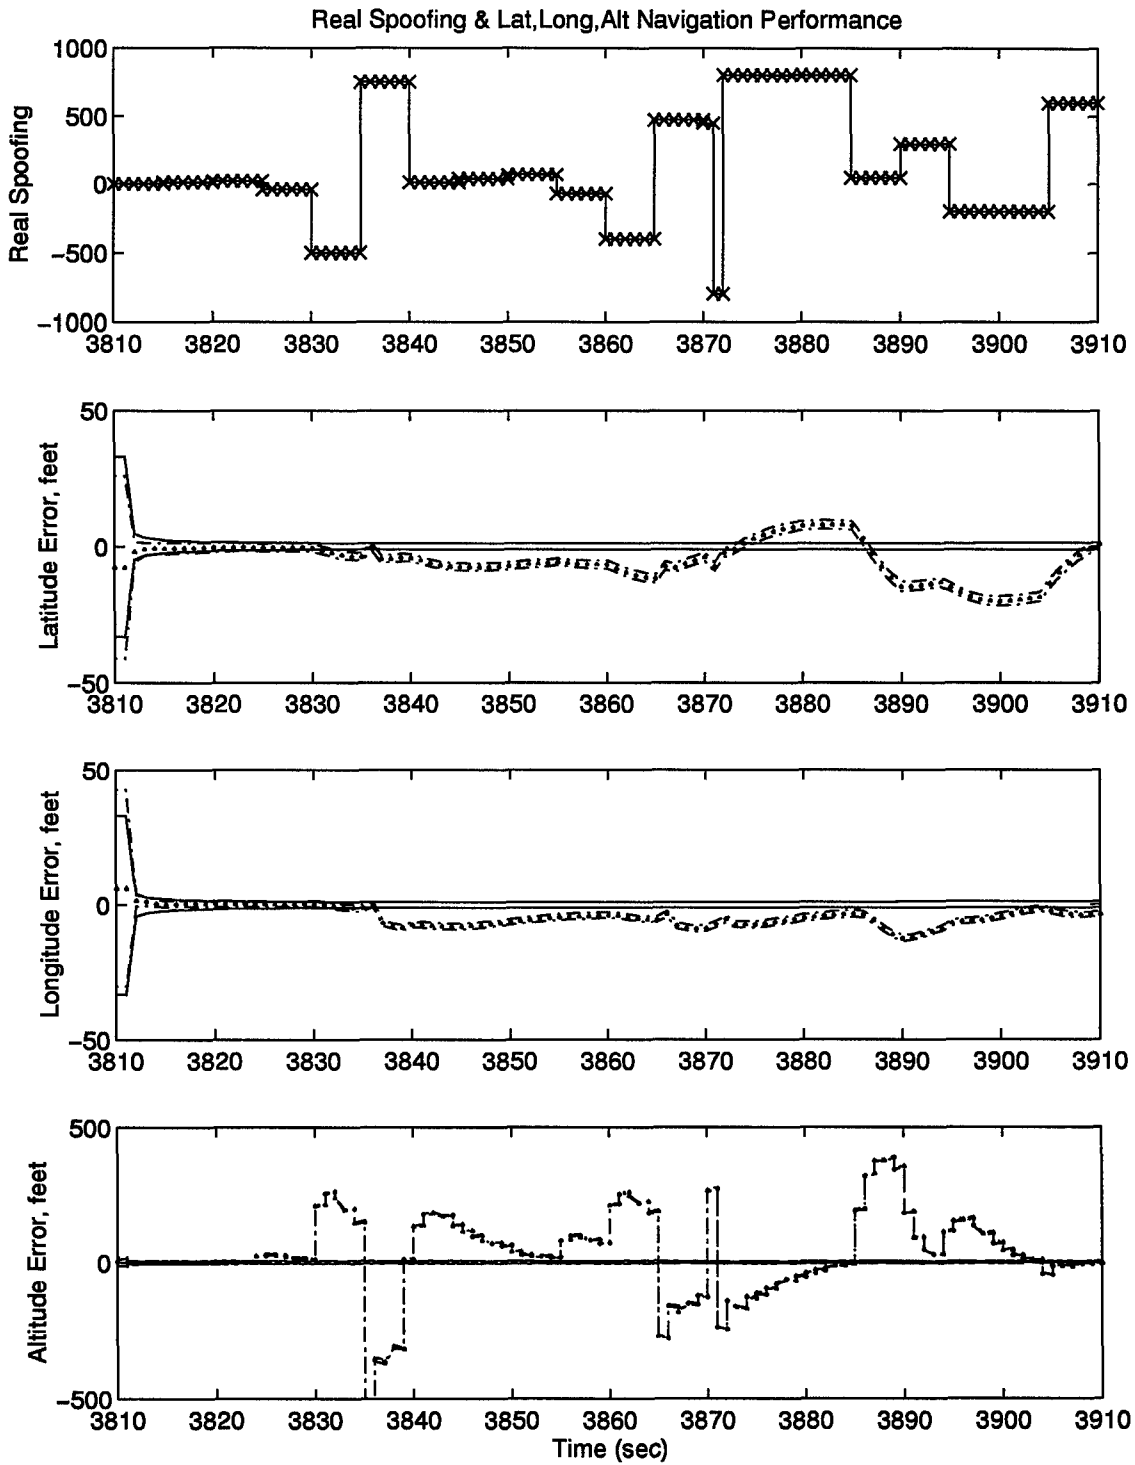 Real Spoofing & Lat,Long,Alt Navigation Performance
Real Spoofing
1000
500
0
−500
−1000
3810 3820 3830 3840 3850 3860 3870 3880 3890 3900 3910
Latitude Error, feet
50
0
−50
3810 3820 3830 3840 3850 3860 3870 3880 3890 3900 3910
Longitude Error, feet
50
0
−50
3810 3820 3830 3840 3850 3860 3870 3880 3890 3900 3910
Altitude Error, feet
500
0
−500
3810 3820 3830 3840 3850 3860 3870 3880 3890 3900 3910
Time (sec)